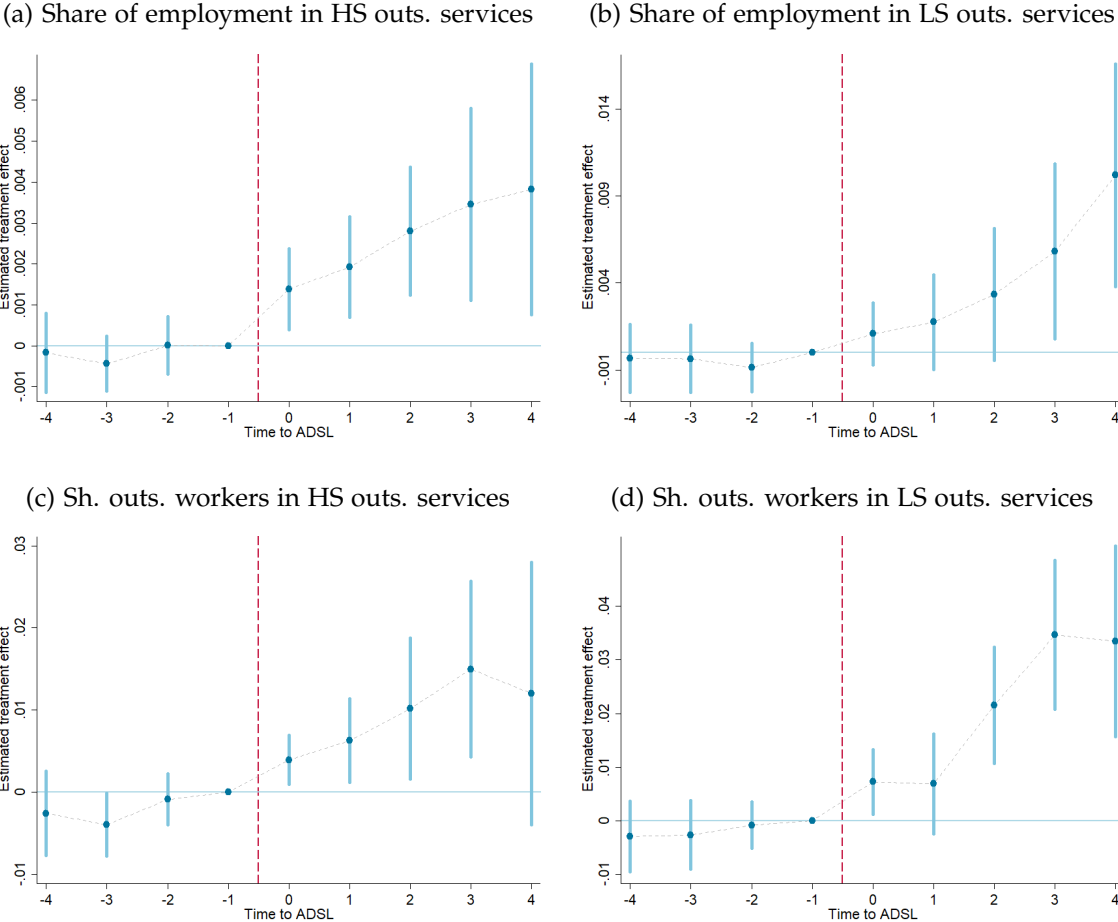 (a) Share of employment in HS outs. services
(b) Share of employment in LS outs. services
Estimated treatment effect
-.001 0 .001 .002 .003 .004 .005 .006
-4 -3 -2 -1 0 1 2 3 4
Time to ADSL
Estimated treatment effect
-.001 .004 .009 .014
-4 -3 -2 -1 0 1 2 3 4
Time to ADSL
(c) Sh. outs. workers in HS outs. services
(d) Sh. outs. workers in LS outs. services
Estimated treatment effect
-.01 0 .01 .02 .03
-4 -3 -2 -1 0 1 2 3 4
Time to ADSL
Estimated treatment effect
-.01 0 .01 .02 .03 .04
-4 -3 -2 -1 0 1 2 3 4
Time to ADSL